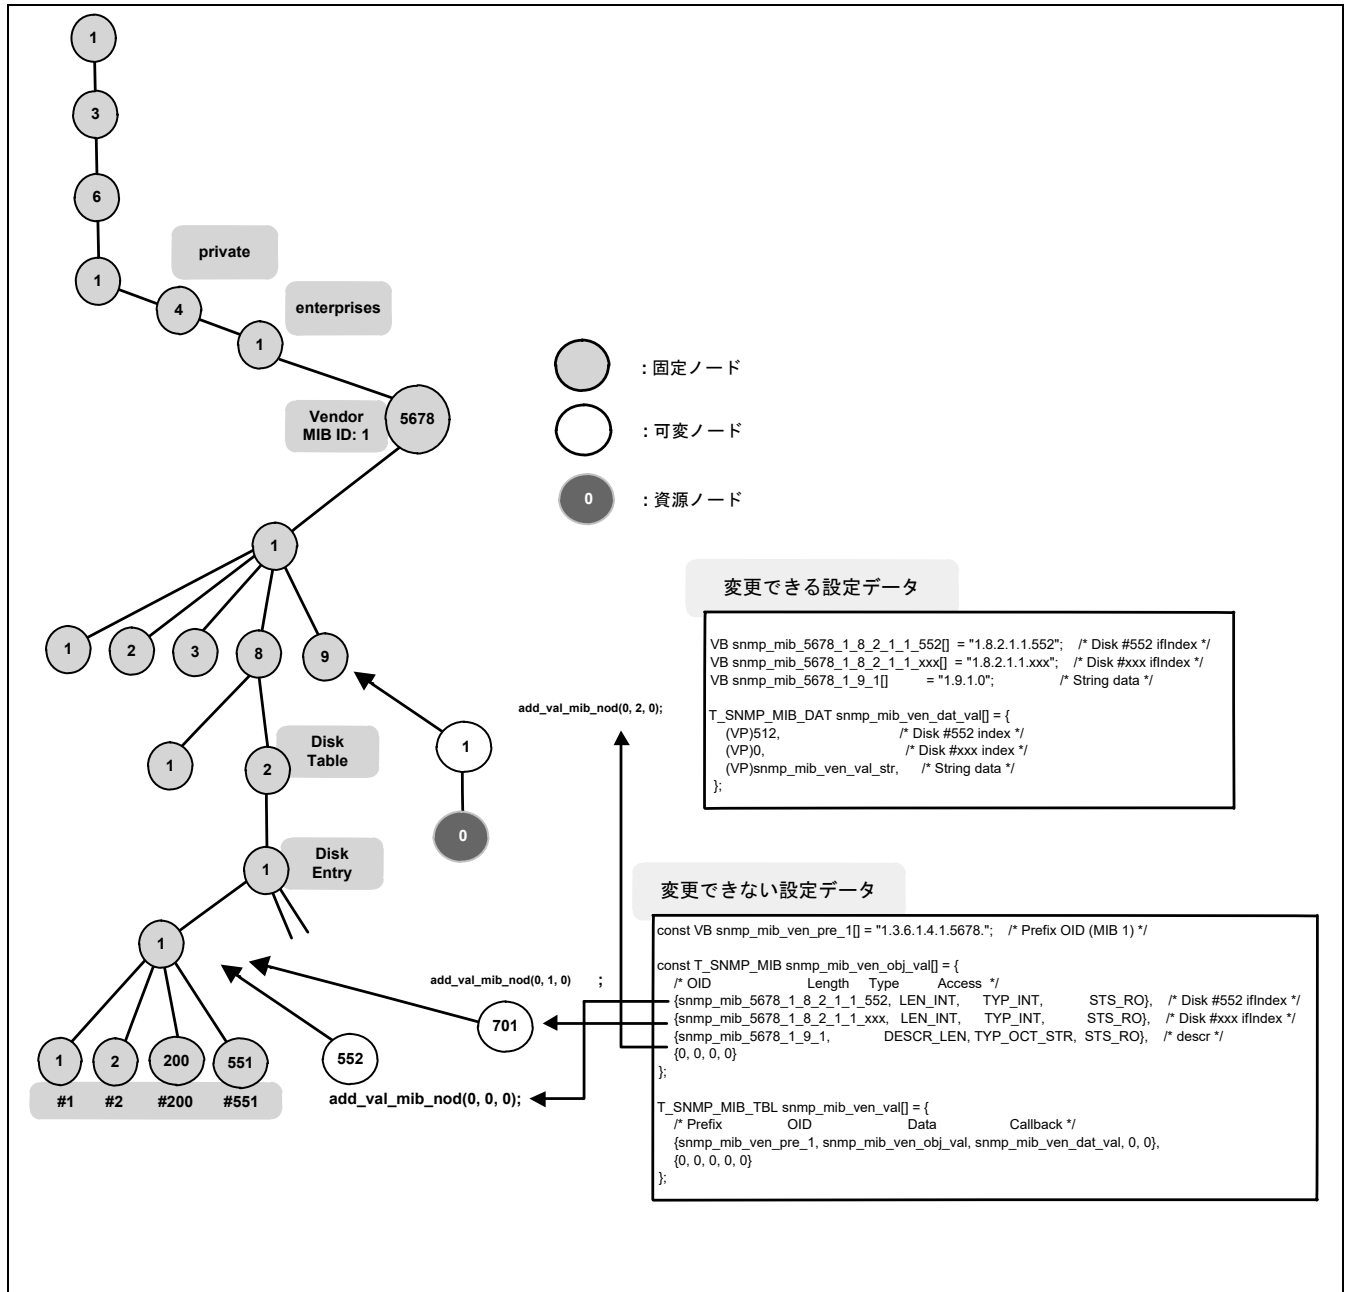 1
3
6
private
1
4
enterprises
1
: 固定ノード
Vendor
MIB ID: 1
5678
: 可変ノード
0
: 資源ノード
1
変更できる設定データ
1
2
3
8
9
VB snmp_mib_5678_1_8_2_1_1_552[] = "1.8.2.1.1.552"; /* Disk #552 ifIndex */
VB snmp_mib_5678_1_8_2_1_1_xxx[] = "1.8.2.1.1.xxx"; /* Disk #xxx ifIndex */
VB snmp_mib_5678_1_9_1[] = "1.9.1.0"; /* String data */
T_SNMP_MIB_DAT snmp_mib_ven_dat_val[] = {
(VP)512, /* Disk #552 index */
(VP)0, /* Disk #xxx index */
(VP)snmp_mib_ven_val_str, /* String data */
};
add_val_mib_nod(0, 2, 0);
1
Disk
Table
1
2
0
Disk
Entry
1
変更できない設定データ
const VB snmp_mib_ven_pre_1[] = "1.3.6.1.4.1.5678."; /* Prefix OID (MIB 1) */
const T_SNMP_MIB snmp_mib_ven_obj_val[] = {
/* OID Length Type Access */
{snmp_mib_5678_1_8_2_1_1_552, LEN_INT, TYP_INT, STS_RO}, /* Disk #552 ifIndex */
{snmp_mib_5678_1_8_2_1_1_xxx, LEN_INT, TYP_INT, STS_RO}, /* Disk #xxx ifIndex */
{snmp_mib_5678_1_9_1, DESCR_LEN, TYP_OCT_STR, STS_RO}, /* descr */
{0, 0, 0, 0}
};
T_SNMP_MIB_TBL snmp_mib_ven_val[] = {
/* Prefix OID Data Callback */
{snmp_mib_ven_pre_1, snmp_mib_ven_obj_val, snmp_mib_ven_dat_val, 0, 0},
{0, 0, 0, 0, 0}
};
1
add_val_mib_nod(0, 1, 0) ;
701
1
2
200
551
552
#1
#2
#200
#551
add_val_mib_nod(0, 0, 0);